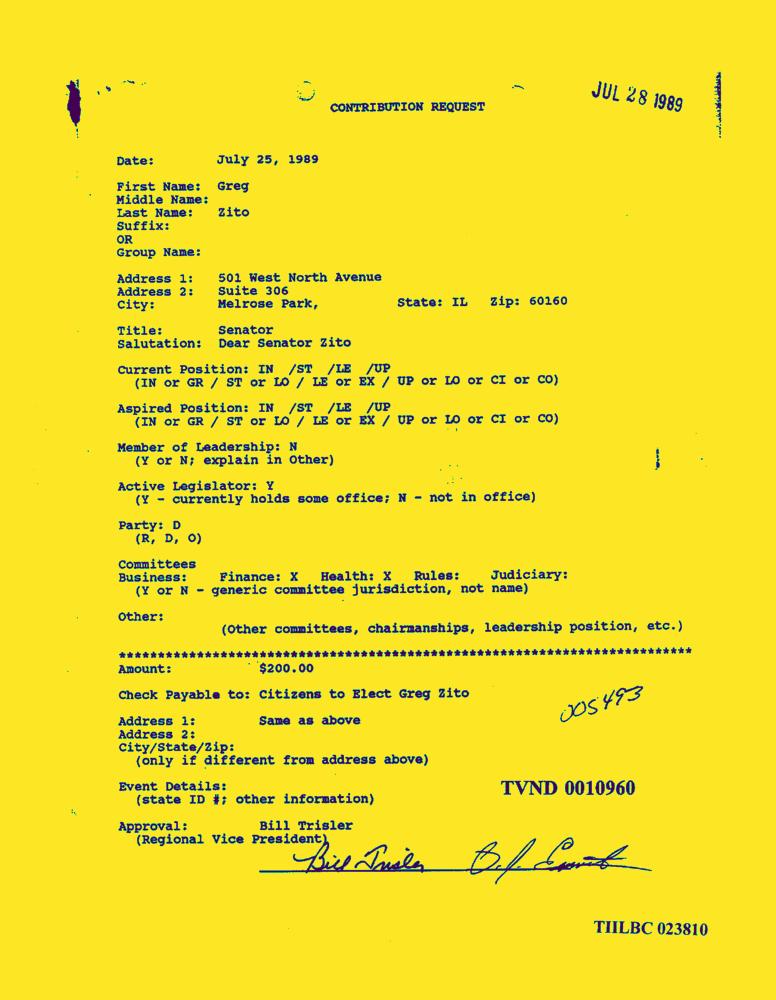 JUL 28 1989
CONTRIBUTION REQUEST
Date: July 25, 1989
First Name: Greg
Middle Name:
Last Name: Zito
Suffix:
OR
Group Name:
Address 1: 501 West North Avenue
Address 2: Suite 306
City: Melrose Park, State: IL Zip: 60160
Title: Senator
Salutation: Dear Senator Zito
Current Position: IN /ST /LE /UP
(IN or GR / ST or LO / LE or EX / UP or LO or CI or CO)
Aspired Position: IN /ST /LE /UP
(IN or GR / ST or LO / LE or EX / UP or LO or CI or CO)
Member of Leadership: N
(Y or N; explain in Other)
Active Legislator: Y
(Y - currently holds some office; N - not in office)
Party: D
(R, D, O)
Committees
Business: Finance: X Health: X Rules: Judiciary:
(Y or N - generic committee jurisdiction, not name)
Other:
(Other committees, chairmanships, leadership position, etc.)
**************************************************************************
Amount: $200.00
Check Payable to: Citizens to Elect Greg Zito
005493
Address 1: Same as above
Address 2:
City/State/Zip:
(only if different from address above)
Event Details:
(state ID #; other information)
TVND 0010960
Approval: Bill Trisler
(Regional Vice President)
Bill Trisler
TIILBC 023810